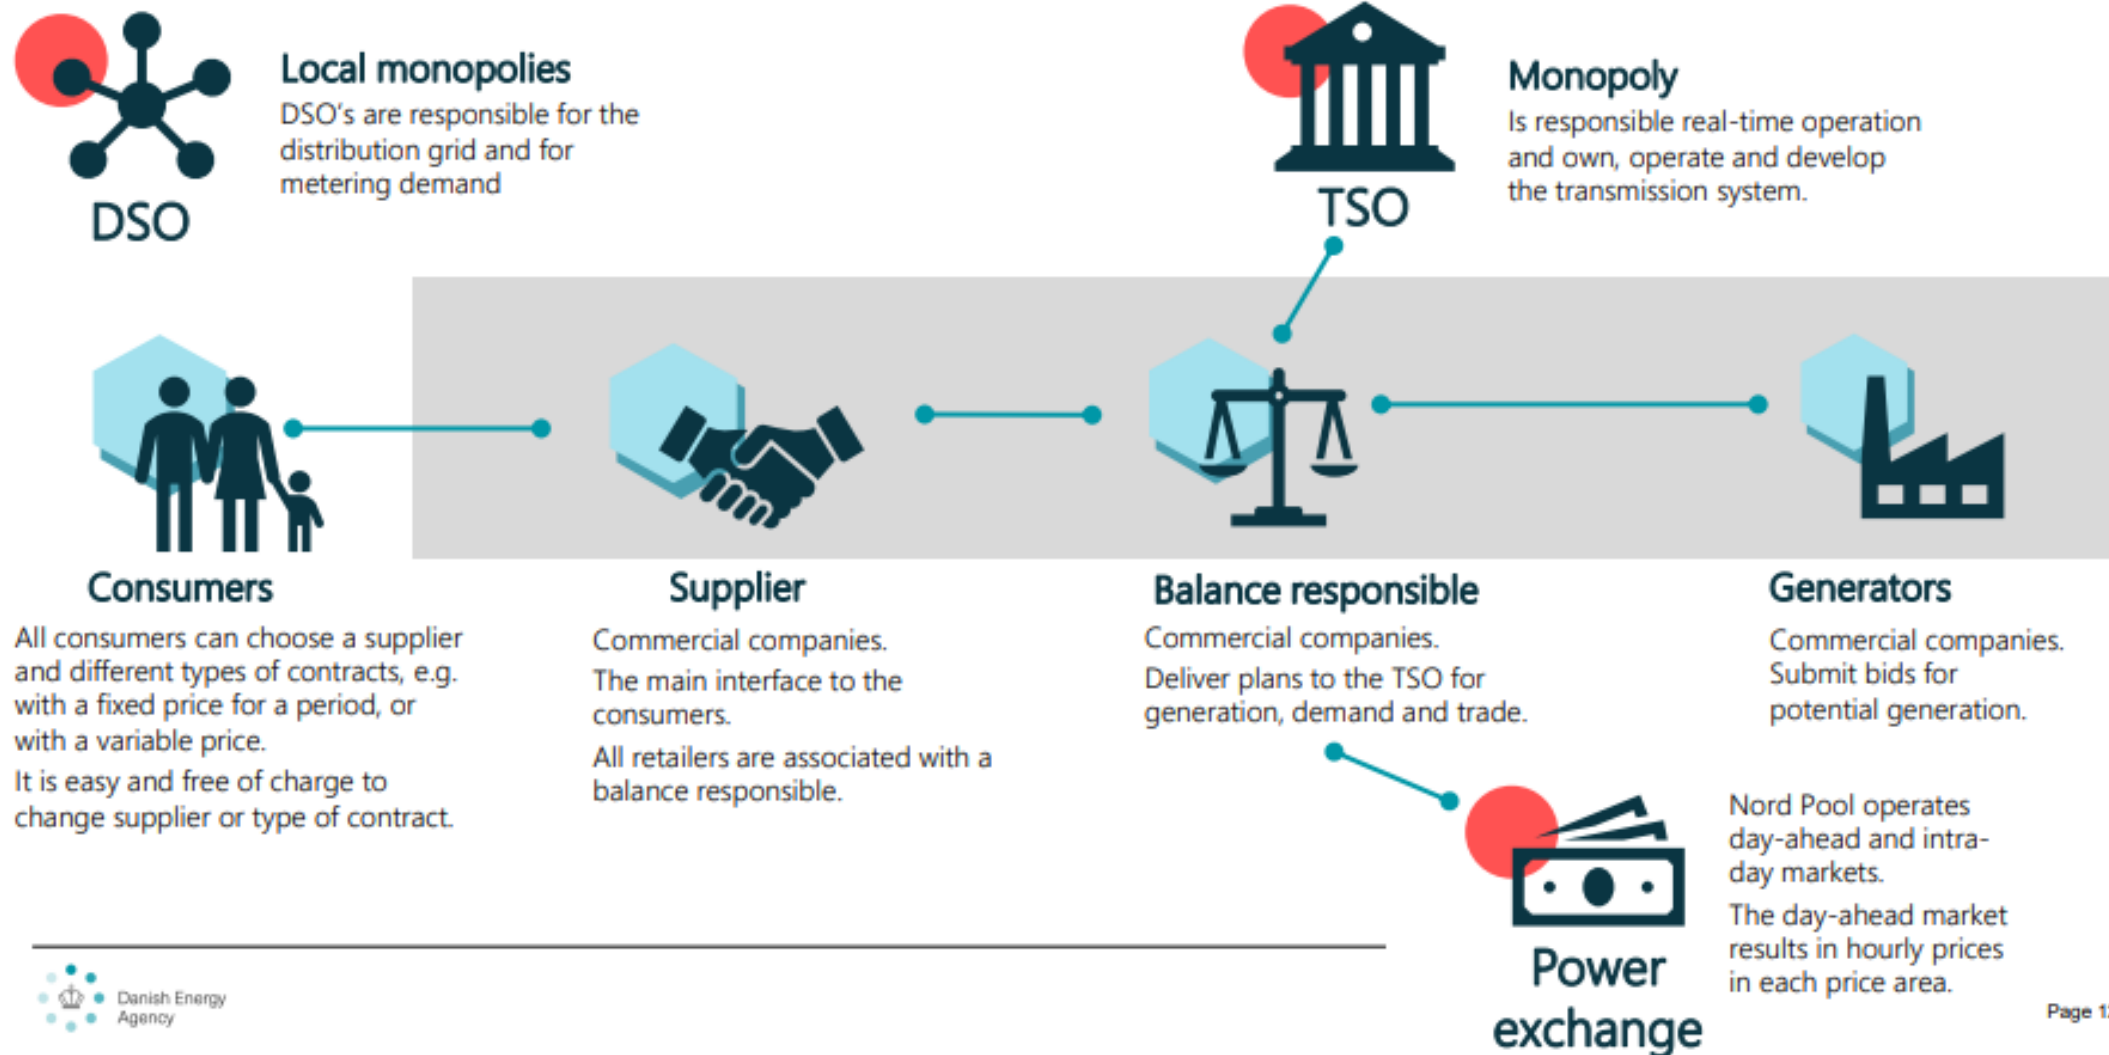 Local monopolies
DSO's are responsible for the
distribution grid and for
metering demand
DSO
Monopoly
Is responsible real-time operation
and own, operate and develop
the transmission system.
TSO
Consumers
All consumers can choose a supplier
and different types of contracts, e.g.
with a fixed price for a period, or
with a variable price.
It is easy and free of charge to
change supplier or type of contract.
Supplier
Commercial companies.
The main interface to the
consumers.
All retailers are associated with a
balance responsible.
Balance responsible
Commercial companies.
Deliver plans to the TSO for
generation, demand and trade.
Generators
Commercial companies.
Submit bids for
potential generation.
Power
exchange
Nord Pool operates
day-ahead and intra-
day markets.
The day-ahead market
results in hourly prices
in each price area.
Danish Energy
Agency
Page